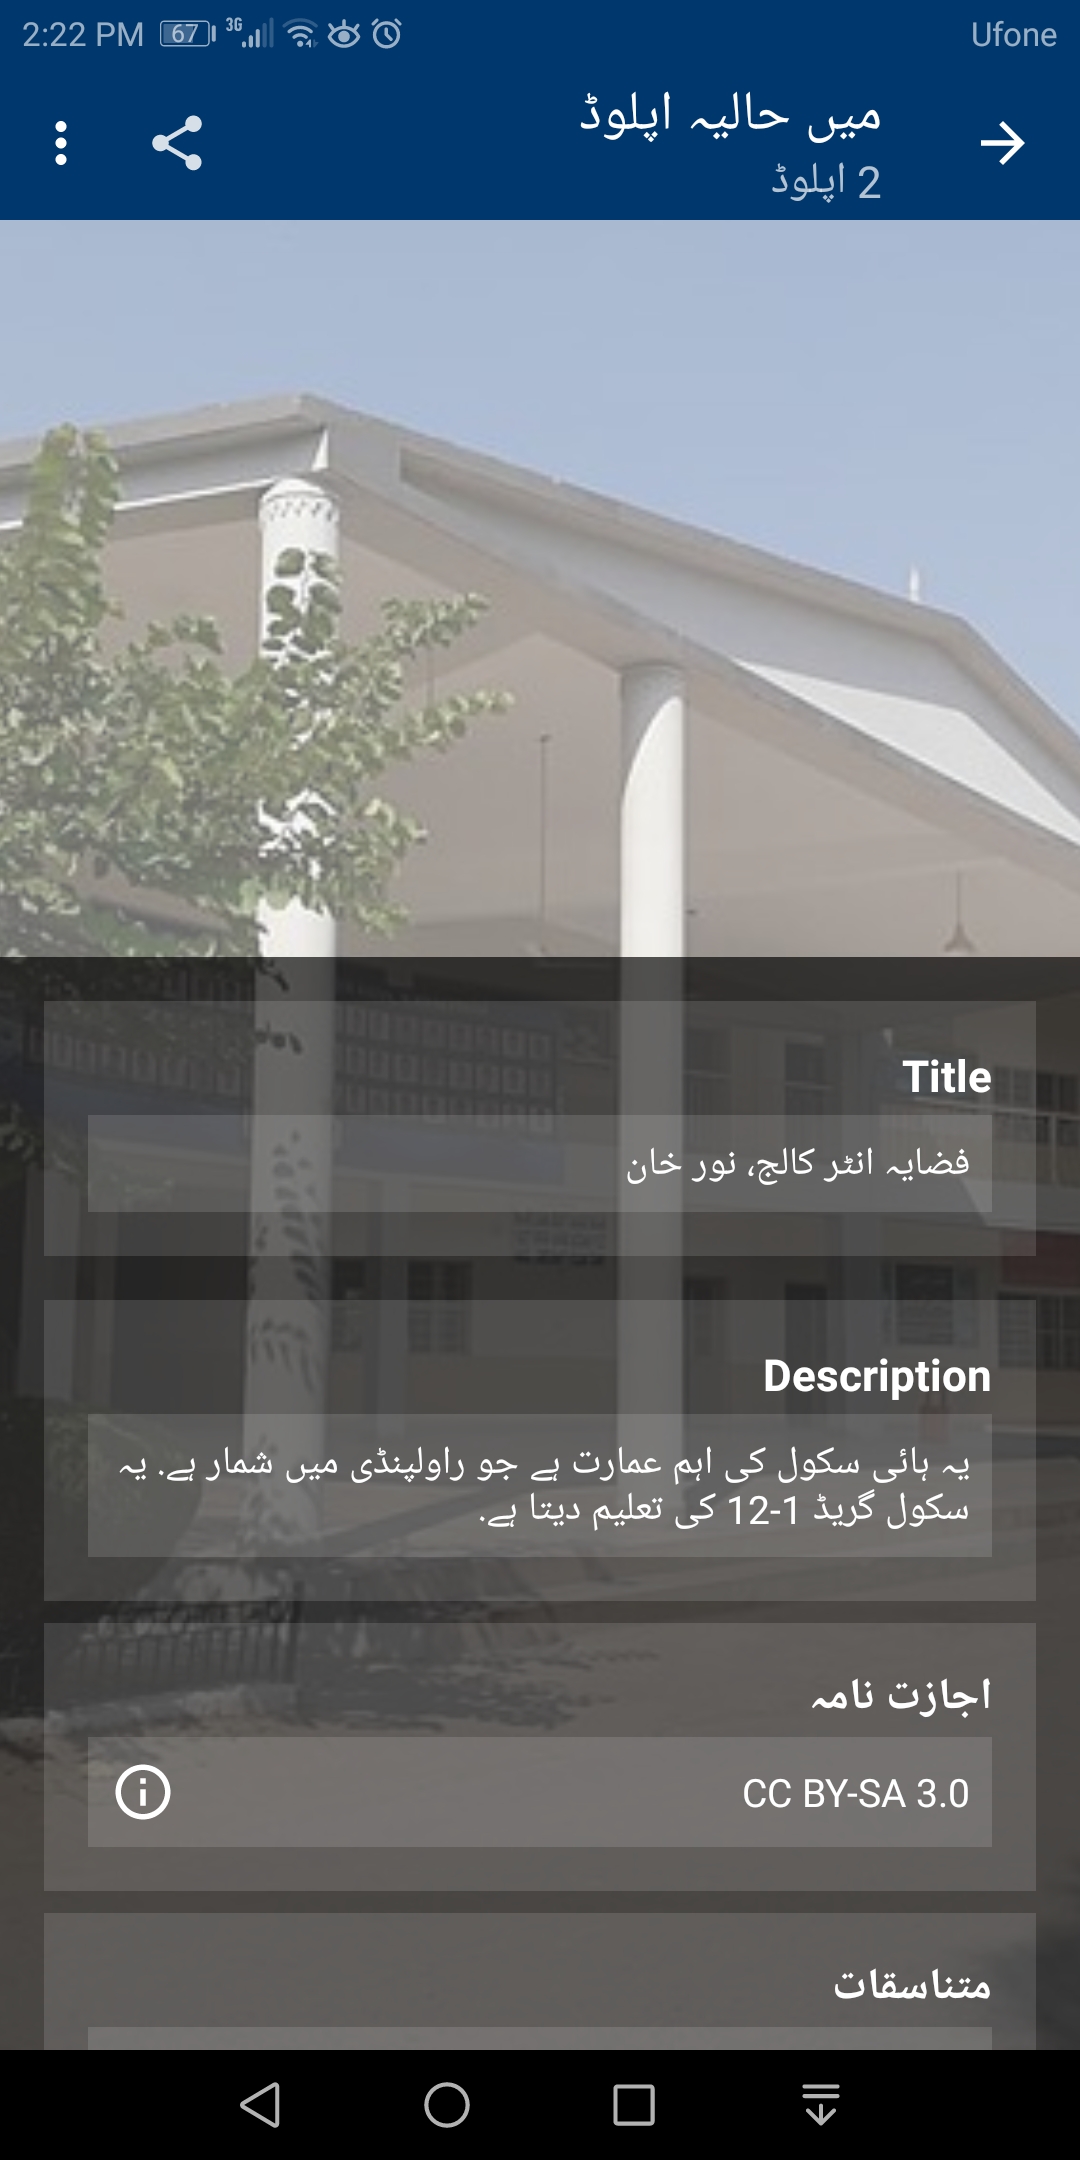 2:22 PM 67 3G Ufone
میں حالیہ اپلوڈ
2 اپلوڈ
Title
فضایہ انٹر کالج، نور خان
Description
یہ ہائی سکول کی اہم عمارت ہے جو راولپنڈی میں شمار ہے. یہ
سکول گریڈ 1-12 کی تعلیم دیتا ہے.
اجازت نامہ
CC BY-SA 3.0
متناسقات